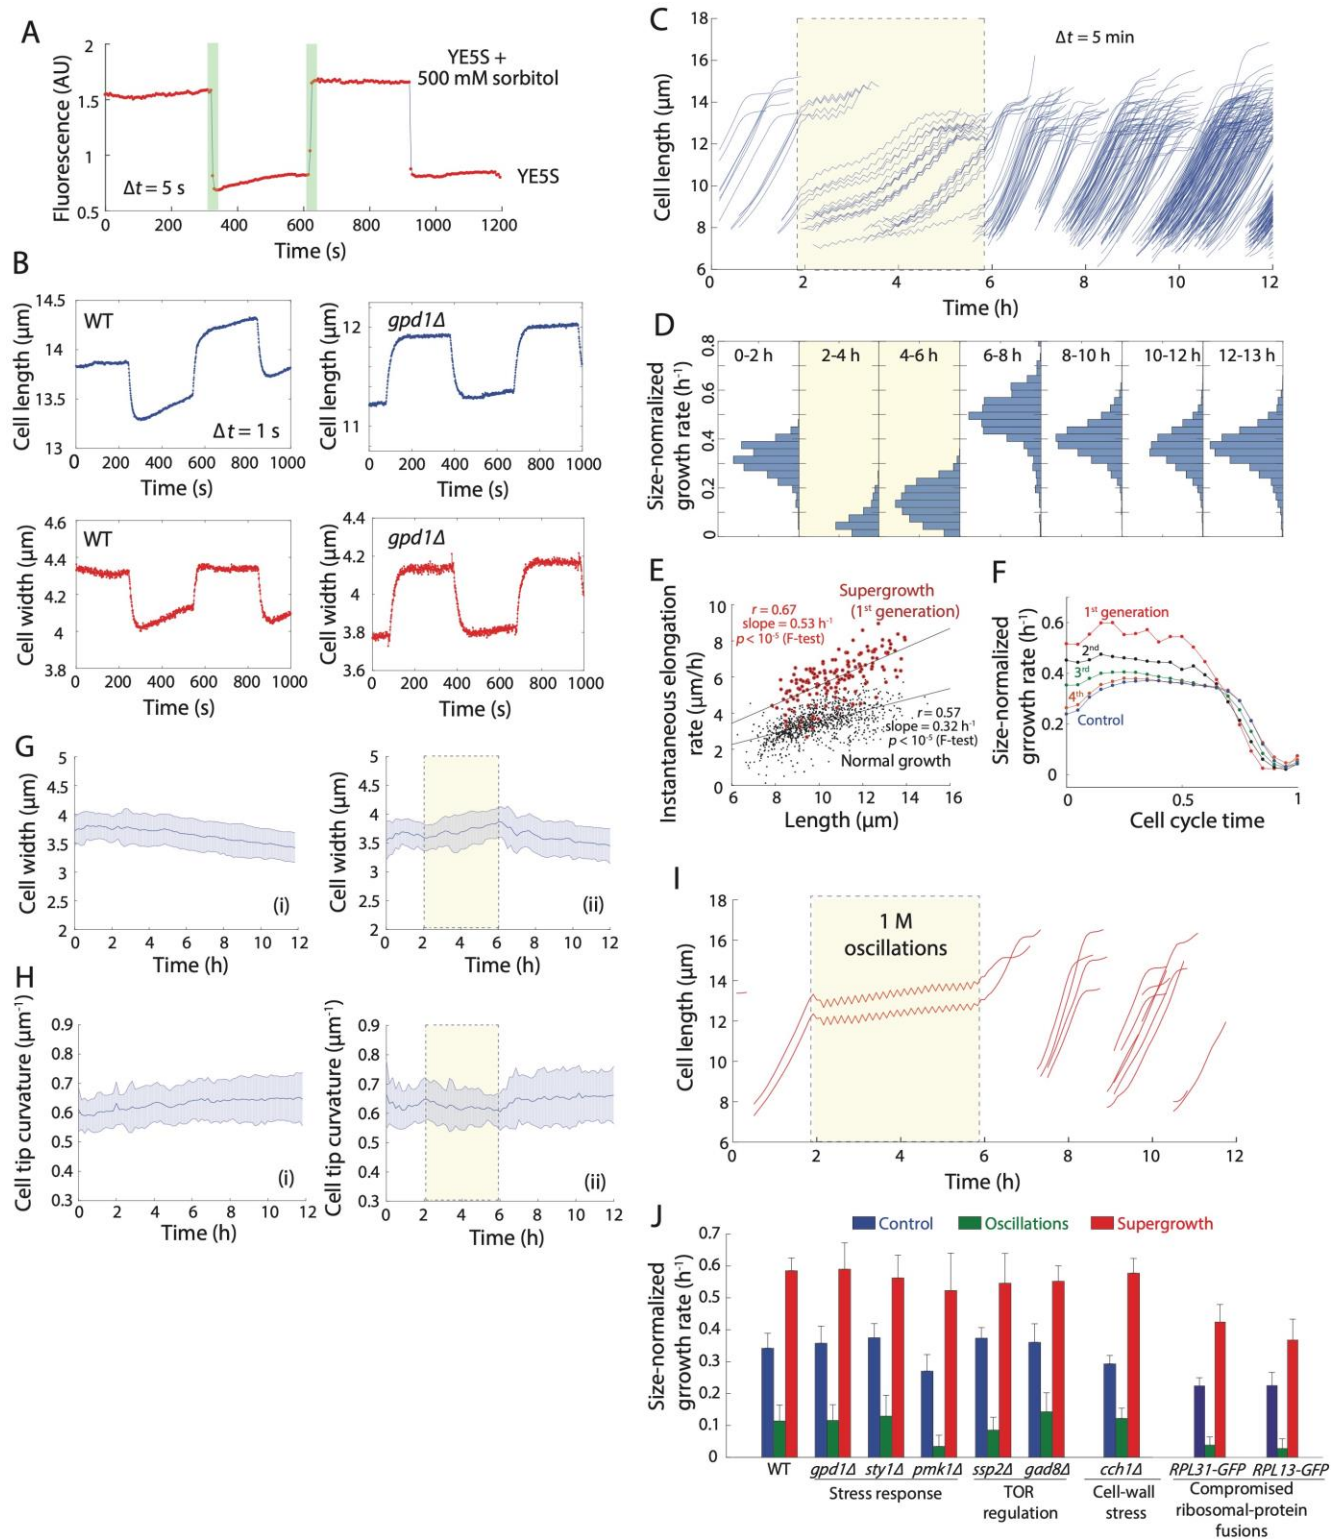 A
Fluorescence (AU)
2
1.5
1
0.5
YE5S +
500 mM sorbitol
YE5S
Δt = 5 s
0 200 400 600 800 1000 1200
Time (s)
B
Cell length (μm)
14.5
14
13.5
13
WT
Δt = 1 s
0 200 400 600 800 1000
Time (s)
Cell length (μm)
12
11
gpd1Δ
0 200 400 600 800 1000
Time (s)
Cell width (μm)
4.6
4.4
4.2
4
3.8
WT
0 200 400 600 800 1000
Time (s)
Cell width (μm)
4.4
4.2
4
3.8
3.6
gpd1Δ
0 200 400 600 800 1000
Time (s)
C
Cell length (μm)
18
16
14
12
10
8
6
Δt = 5 min
0 2 4 6 8 10 12
Time (h)
D
Size-nomralized
growth rate (h⁻¹)
0.8
0.6
0.4
0.2
0
0-2 h 2-4 h 4-6 h 6-8 h 8-10 h 10-12 h 12-13 h
E
Instantaneous elongation
rate (μm/h)
10
8
6
4
2
0
Supergrowth
(1st generation)
r = 0.67
slope = 0.53 h⁻¹
p < 10⁻⁵ (F-test)
r = 0.57
slope = 0.32 h⁻¹
p < 10⁻⁵ (F-test)
Normal growth
6 8 10 12 14 16
Length (μm)
F
Size-normalized
growth rate (h⁻¹)
0.6
0.4
0.2
0
1st generation
2nd
3rd
4th
Control
0 0.5 1
Cell cycle time
G
Cell width (μm)
5
4.5
4
3.5
3
2.5
2
(i)
0 2 4 6 8 10 12
Time (h)
Cell width (μm)
5
4.5
4
3.5
3
2.5
2
(ii)
0 2 4 6 8 10 12
Time (h)
H
Cell tip curvature (μm⁻¹)
0.9
0.8
0.7
0.6
0.5
0.4
0.3
(i)
0 2 4 6 8 10 12
Time (h)
Cell tip curvature (μm⁻¹)
0.9
0.8
0.7
0.6
0.5
0.4
0.3
(ii)
0 2 4 6 8 10 12
Time (h)
I
Cell length (μm)
18
16
14
12
10
8
6
1 M
oscillations
0 2 4 6 8 10 12
Time (h)
J
Control Oscillations Supergrowth
Size-normalized
growth rate (h⁻¹)
0.7
0.6
0.5
0.4
0.3
0.2
0.1
0
WT gpd1Δ sty1Δ pmk1Δ ssp2Δ gad8Δ cch1Δ RPL31-GFP RPL13-GFP
Stress response
TOR
regulation
Cell-wall
stress
Compromised
ribosomal-protein
fusions